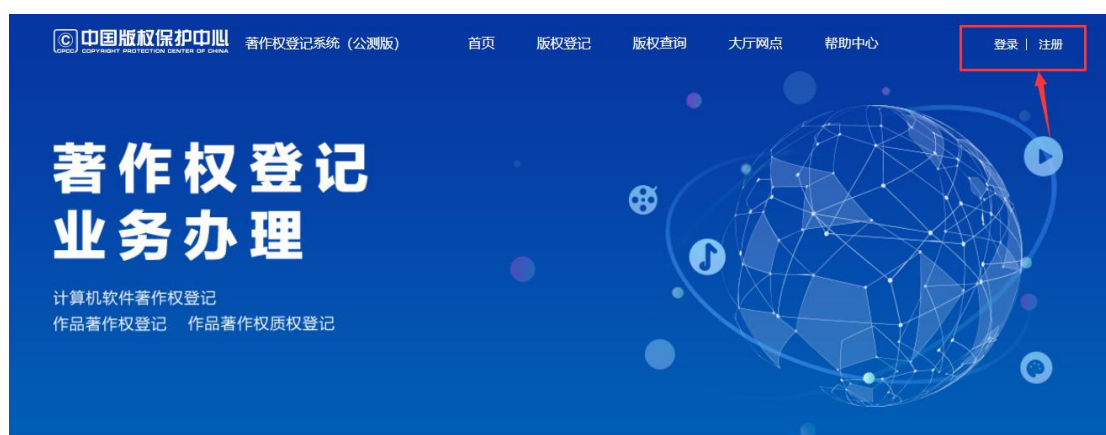 中国版权保护中心
CPCC COPYRIGHT PROTECTION CENTER OF CHINA
著作权登记系统（公测版）
首页 版权登记 版权查询 大厅网点 帮助中心 登录 | 注册
著作权登记
业务办理
计算机软件著作权登记
作品著作权登记 作品著作权质权登记